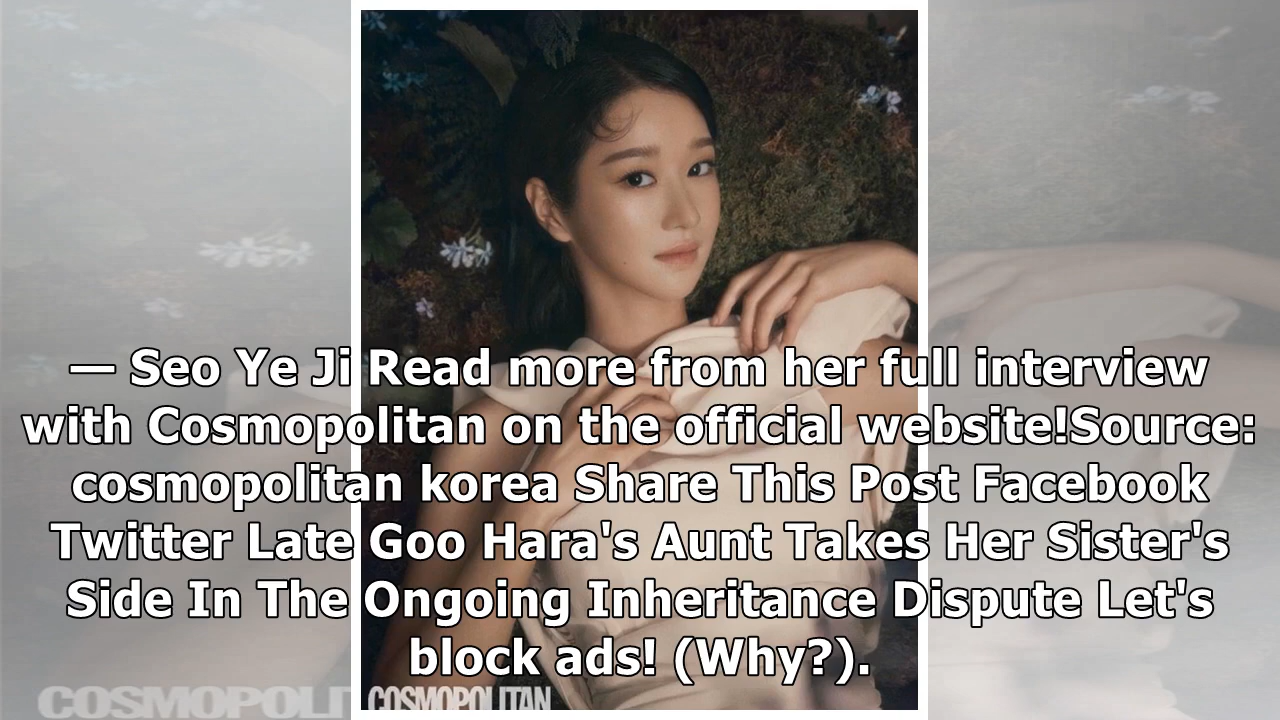 — Seo Ye Ji Read more from her full interview
with Cosmopolitan on the official website!Source:
cosmopolitan korea Share This Post Facebook
Twitter Late Goo Hara's Aunt Takes Her Sister's
Side In The Ongoing Inheritance Dispute Let's
block ads! (Why?).
COSMOPOLIT COSMOPOLITAN